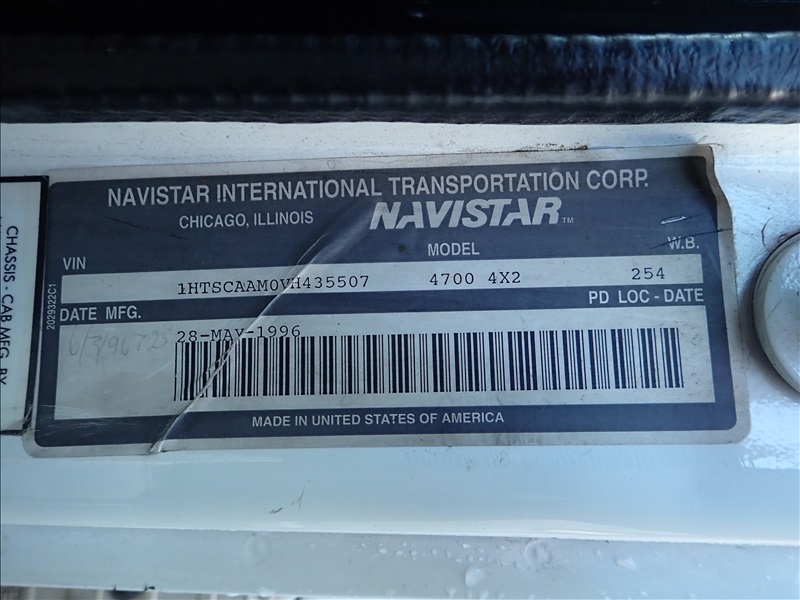 NAVISTAR INTERNATIONAL TRANSPORTATION CORP.
CHICAGO, ILLINOIS NAVISTAR TM
VIN MODEL W.B.
1HTSCAAM0VH435507 4700 4X2 254
DATE MFG. PD LOC - DATE
28-MAY-1996
MADE IN UNITED STATES OF AMERICA
2029322C1
CHASSIS - CAB MFG. BY